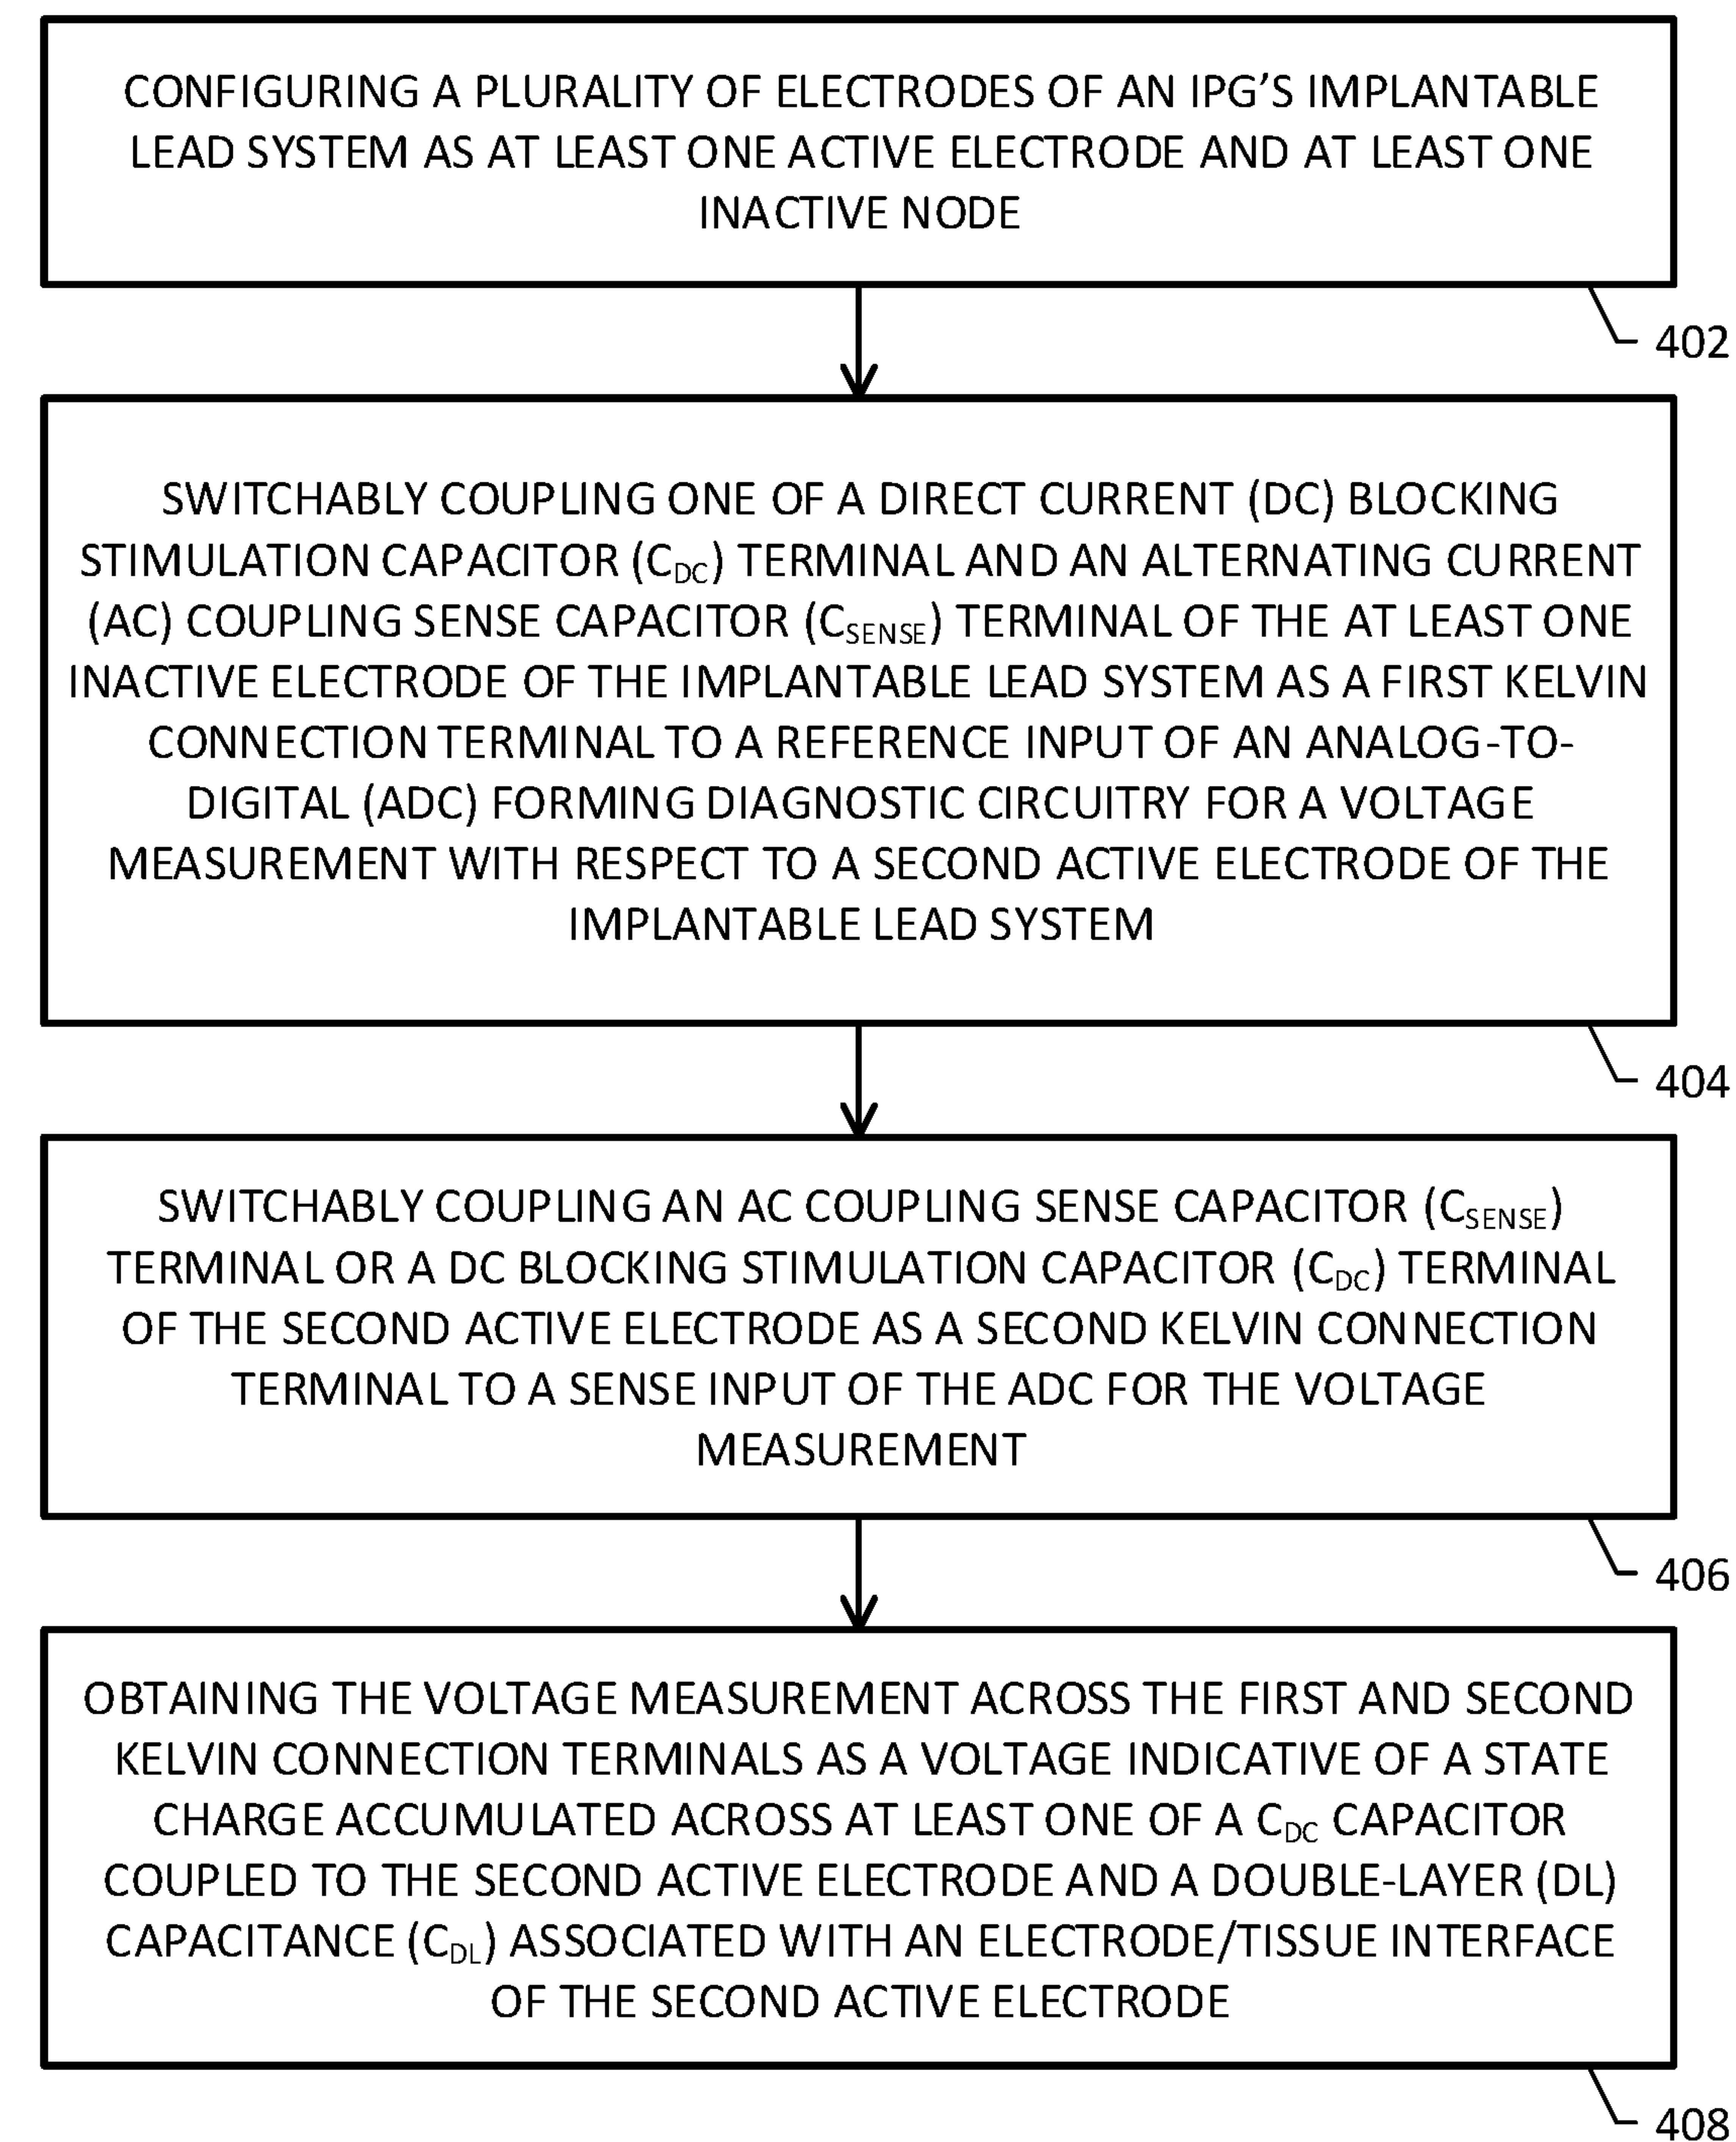 CONFIGURING A PLURALITY OF ELECTRODES OF AN IPG’S IMPLANTABLE
LEAD SYSTEM AS AT LEAST ONE ACTIVE ELECTRODE AND AT LEAST ONE
INACTIVE NODE
402
SWITCHABLY COUPLING ONE OF A DIRECT CURRENT (DC) BLOCKING
STIMULATION CAPACITOR (CDC) TERMINAL AND AN ALTERNATING CURRENT
(AC) COUPLING SENSE CAPACITOR (CSENSE) TERMINAL OF THE AT LEAST ONE
INACTIVE ELECTRODE OF THE IMPLANTABLE LEAD SYSTEM AS A FIRST KELVIN
CONNECTION TERMINAL TO A REFERENCE INPUT OF AN ANALOG-TO-
DIGITAL (ADC) FORMING DIAGNOSTIC CIRCUITRY FOR A VOLTAGE
MEASUREMENT WITH RESPECT TO A SECOND ACTIVE ELECTRODE OF THE
IMPLANTABLE LEAD SYSTEM
404
SWITCHABLY COUPLING AN AC COUPLING SENSE CAPACITOR (CSENSE)
TERMINAL OR A DC BLOCKING STIMULATION CAPACITOR (CDC) TERMINAL
OF THE SECOND ACTIVE ELECTRODE AS A SECOND KELVIN CONNECTION
TERMINAL TO A SENSE INPUT OF THE ADC FOR THE VOLTAGE
MEASUREMENT
406
OBTAINING THE VOLTAGE MEASUREMENT ACROSS THE FIRST AND SECOND
KELVIN CONNECTION TERMINALS AS A VOLTAGE INDICATIVE OF A STATE
CHARGE ACCUMULATED ACROSS AT LEAST ONE OF A CDC CAPACITOR
COUPLED TO THE SECOND ACTIVE ELECTRODE AND A DOUBLE-LAYER (DL)
CAPACITANCE (CDL) ASSOCIATED WITH AN ELECTRODE/TISSUE INTERFACE
OF THE SECOND ACTIVE ELECTRODE
408